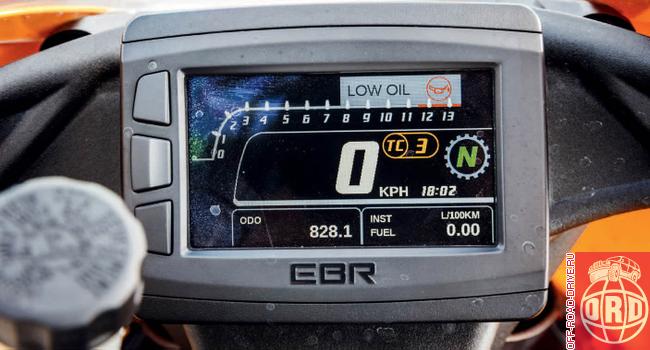 LOW OIL
0 1 2 3 4 5 6 7 8 9 10 11 12 13
0 KPH
TC 3
N
18:02
ODO
828.1
INST
FUEL
L/100KM
0.00
EBR
OFF-ROAD-DRIVE.RU
ORD